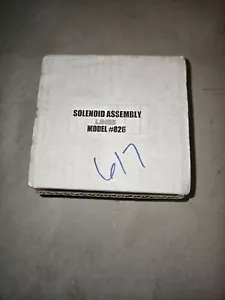 SOLENOID ASSEMBLY
MODEL #826
617